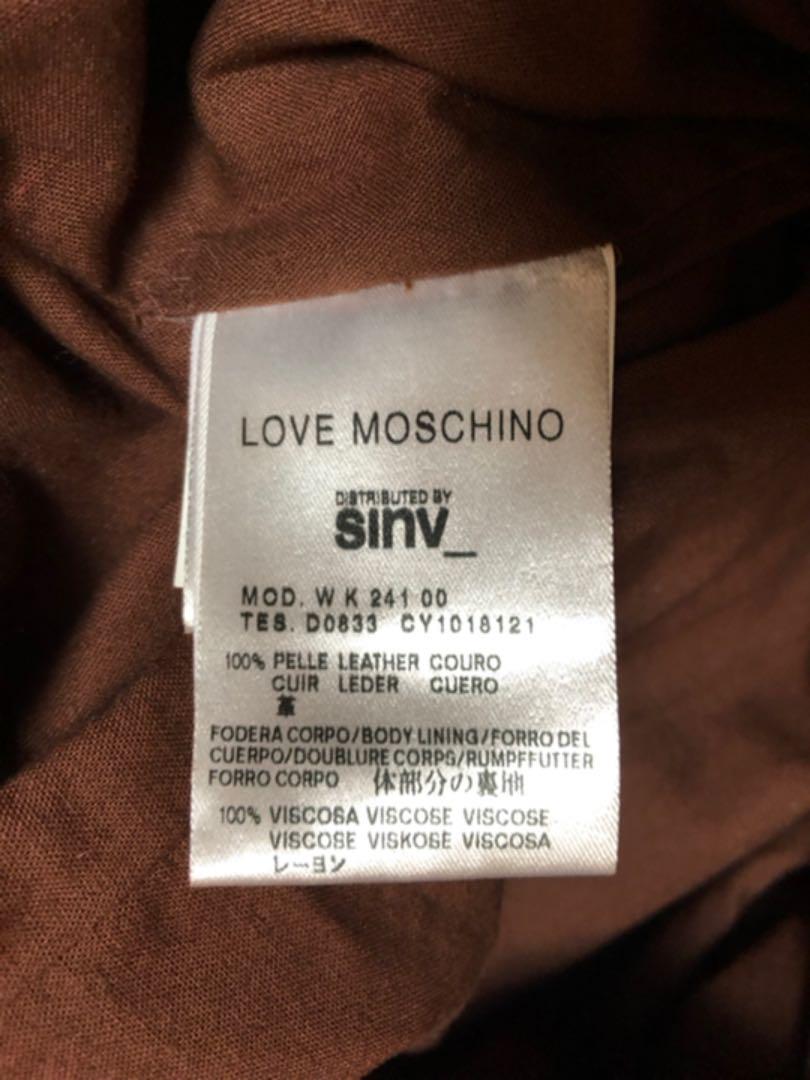 LOVE MOSCHINO
DISTRIBUTED BY
sinv_
MOD. W K 241 00
TES. D0833 CY1018121
100% PELLE LEATHER COURO
CUIR LEDER CUERO
革
FODERA CORPO/BODY LINING/FORRO DEL
CUERPO/DOUBLURE CORPS/RUMPFFUTTER
FORRO CORPO 体部分の裏地
100% VISCOSA VISCOSE VISCOSE
VISCOSE VISKOSE VISCOSA
レーヨン